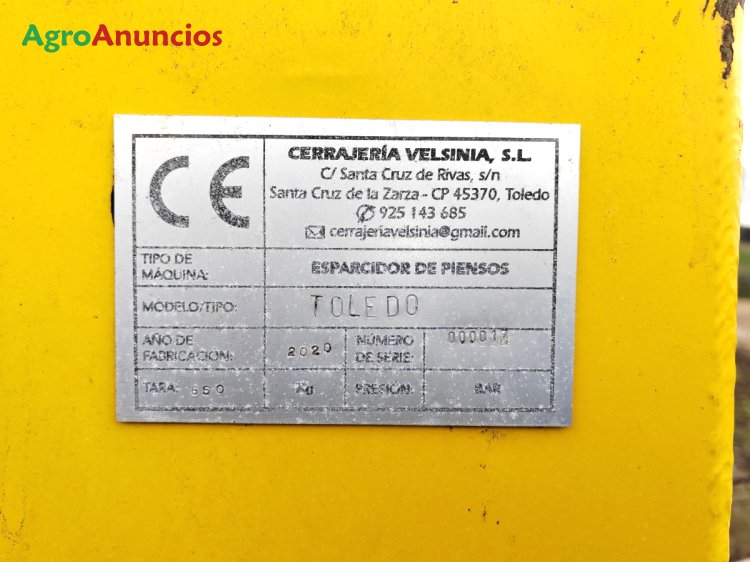 AgroAnuncios
CE
CERRAJERÍA VELSINIA, S.L.
C/ Santa Cruz de Rivas, s/n
Santa Cruz de la Zarza - CP 45370, Toledo
925 143 685
cerrajeriavelsinia@gmail.com
TIPO DE MÁQUINA: ESPARCIDOR DE PIENSOS
MODELO/TIPO: TOLEDO
AÑO DE FABRICACIÓN: 2020 NÚMERO DE SERIE:
TARA: Kg PRESIÓN: BAR